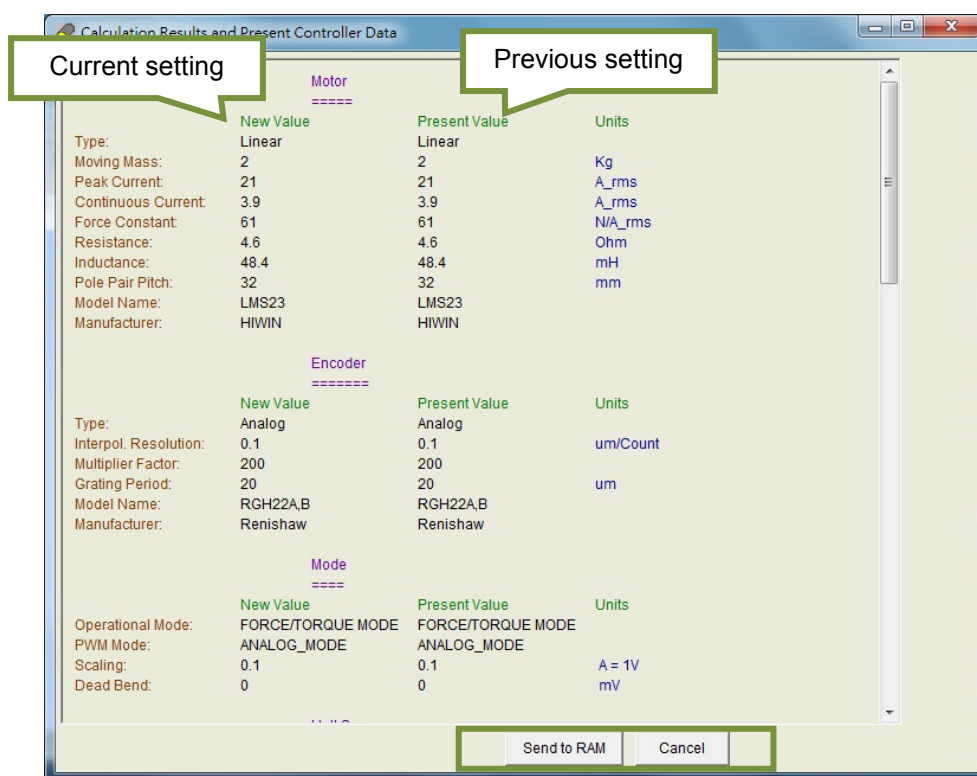 Calculation Results and Present Controller Data
Current setting
Previous setting
Motor
=====
New Value Present Value Units
Type: Linear Linear
Moving Mass: 2 2 Kg
Peak Current: 21 21 A_rms
Continuous Current: 3.9 3.9 A_rms
Force Constant: 61 61 N/A_rms
Resistance: 4.6 4.6 Ohm
Inductance: 48.4 48.4 mH
Pole Pair Pitch: 32 32 mm
Model Name: LMS23 LMS23
Manufacturer: HIWIN HIWIN
Encoder
=======
New Value Present Value Units
Type: Analog Analog
Interpol. Resolution: 0.1 0.1 um/Count
Multiplier Factor: 200 200
Grating Period: 20 20 um
Model Name: RGH22A,B RGH22A,B
Manufacturer: Renishaw Renishaw
Mode
====
New Value Present Value Units
Operational Mode: FORCE/TORQUE MODE FORCE/TORQUE MODE
PWM Mode: ANALOG_MODE ANALOG_MODE
Scaling: 0.1 0.1 A = 1V
Dead Bend: 0 0 mV
Send to RAM Cancel